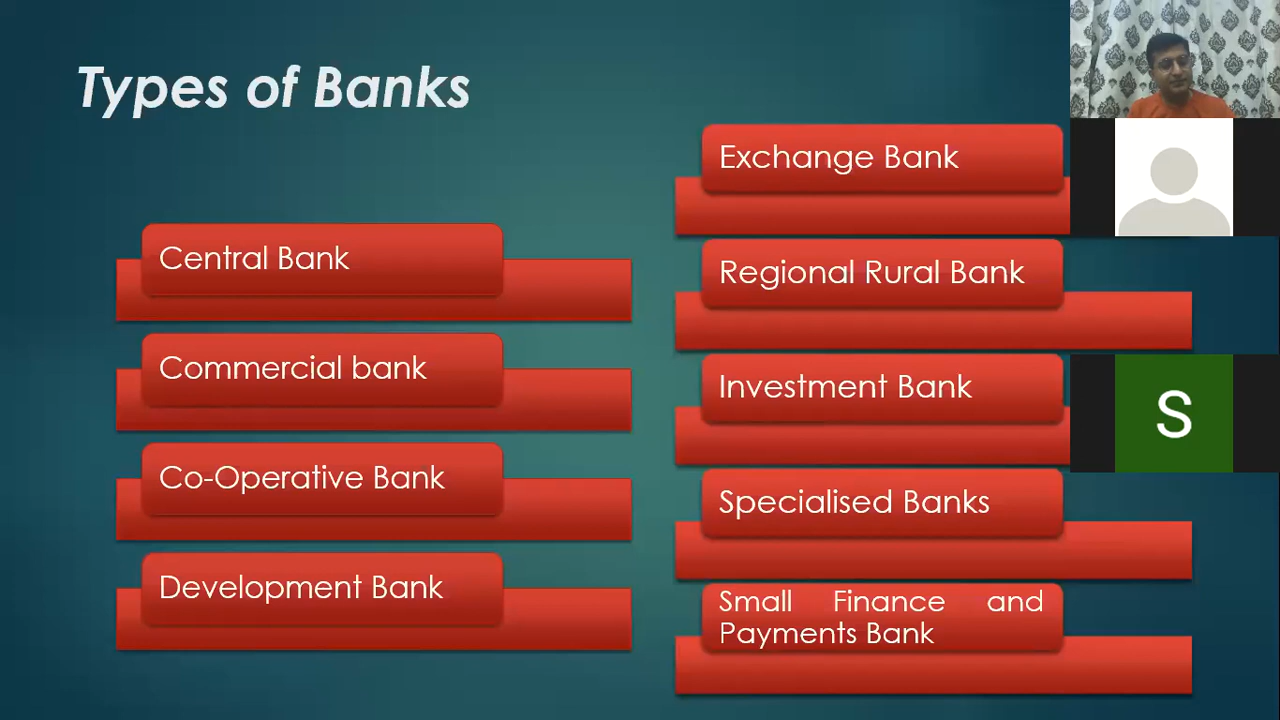 Types of Banks
Central Bank
Commercial bank
Co-Operative Bank
Development Bank
Exchange Bank
Regional Rural Bank
Investment Bank
Specialised Banks
Small Finance and
Payments Bank
S